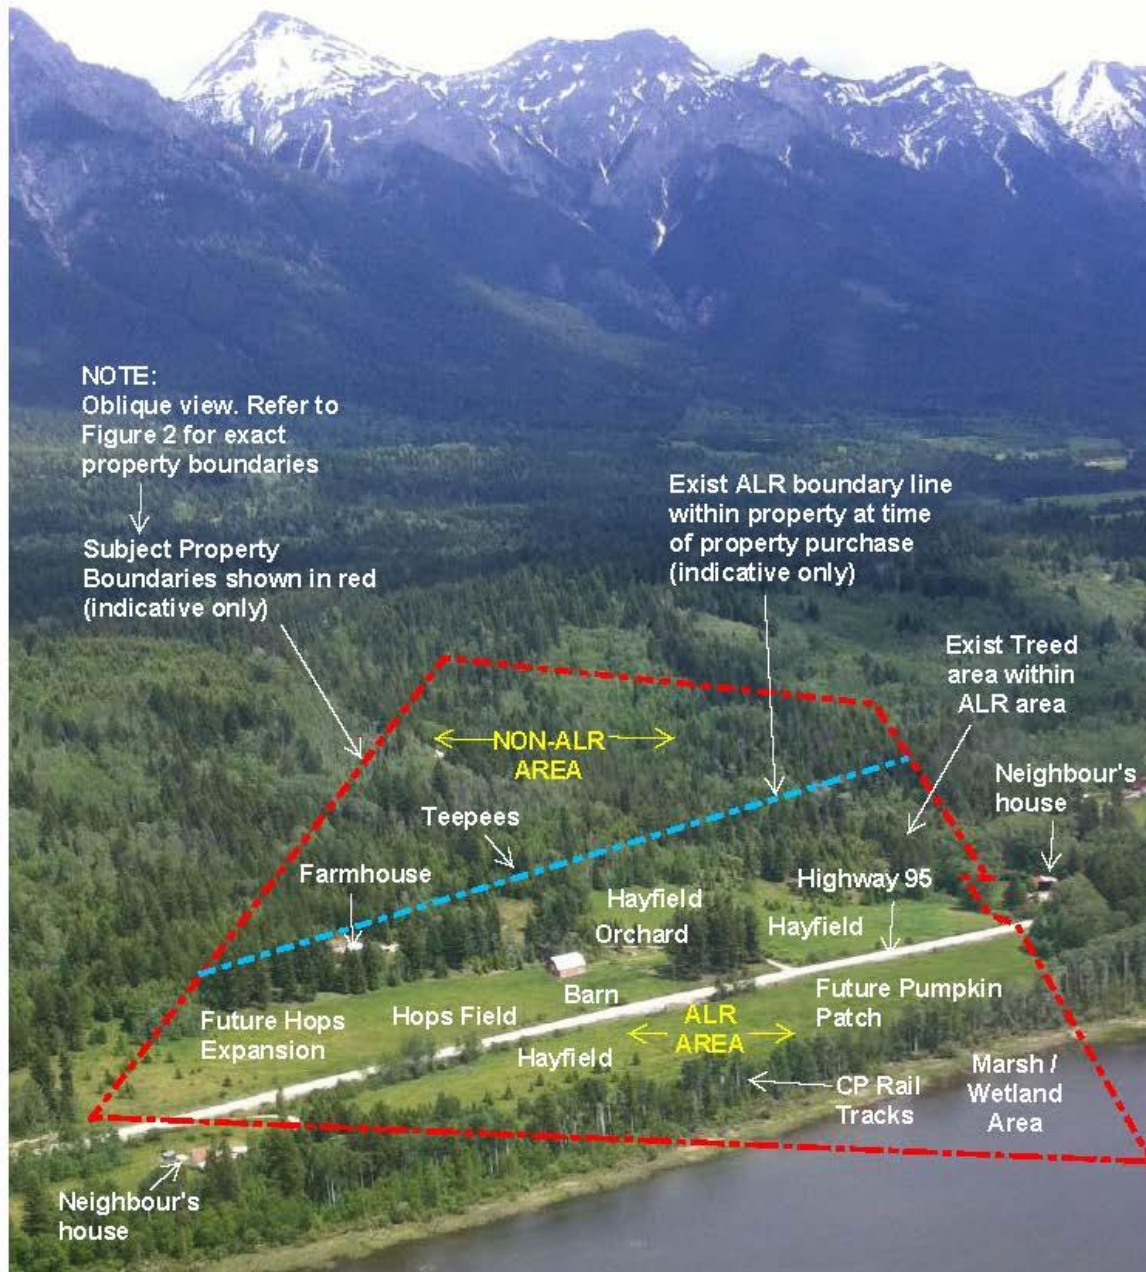 NOTE:
Oblique view. Refer to
Figure 2 for exact
property boundaries
Subject Property
Boundaries shown in red
(indicative only)
Exist ALR boundary line
within property at time
of property purchase
(indicative only)
Exist Treed
area within
ALR area
Neighbour's
house
NON-ALR
AREA
Teepees
Farmhouse
Highway 95
Hayfield
Orchard
Hayfield
Barn
Future Pumpkin
Patch
Hops Field
Future Hops
Expansion
ALR
AREA
Hayfield
CP Rail
Tracks
Marsh /
Wetland
Area
Neighbour's
house